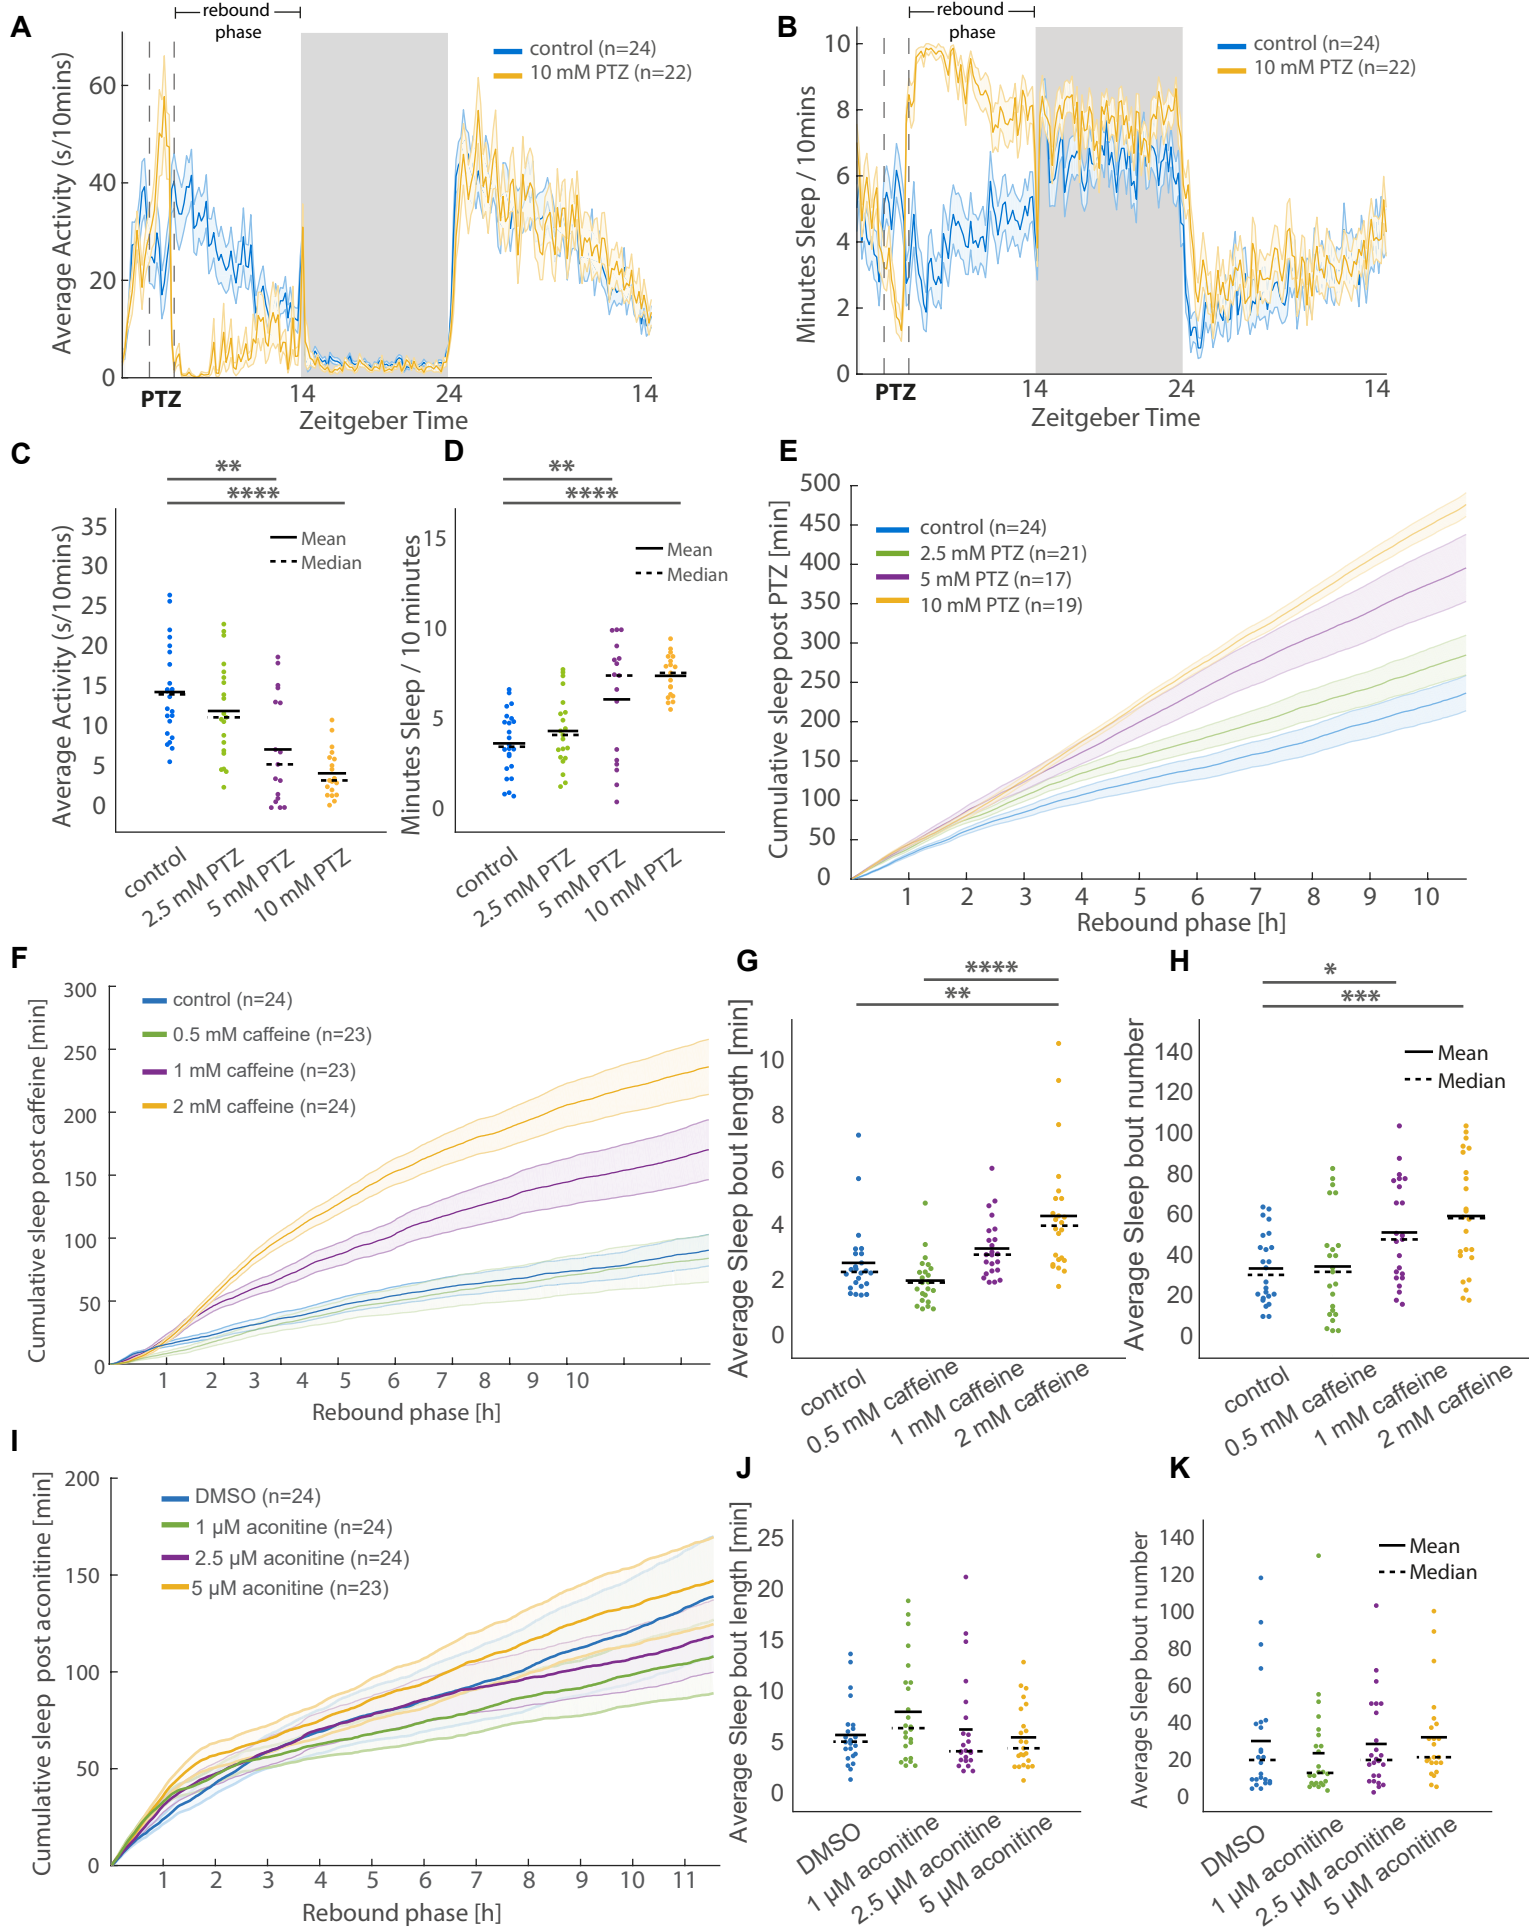 A
rebound
phase
control (n=24)
10 mM PTZ (n=22)
Average Activity (s/10mins)
60
40
20
0
PTZ
14
24
14
Zeitgeber Time
B
rebound
phase
control (n=24)
10 mM PTZ (n=22)
Minutes Sleep / 10mins
10
8
6
4
2
0
PTZ
14
24
14
Zeitgeber Time
C
**
****
Mean
Median
Average Activity (s/10mins)
35
30
25
20
15
10
5
0
control
2.5 mM PTZ
5 mM PTZ
10 mM PTZ
D
**
****
Mean
Median
Minutes Sleep / 10 minutes
15
10
5
0
control
2.5 mM PTZ
5 mM PTZ
10 mM PTZ
E
control (n=24)
2.5 mM PTZ (n=21)
5 mM PTZ (n=17)
10 mM PTZ (n=19)
Cumulative sleep post PTZ [min]
500
450
400
350
300
250
200
150
100
50
0
1 2 3 4 5 6 7 8 9 10
Rebound phase [h]
F
control (n=24)
0.5 mM caffeine (n=23)
1 mM caffeine (n=23)
2 mM caffeine (n=24)
Cumulative sleep post caffeine [min]
300
250
200
150
100
50
0
1 2 3 4 5 6 7 8 9 10
Rebound phase [h]
G
****
**
Average Sleep bout length [min]
10
8
6
4
2
0
control
0.5 mM caffeine
1 mM caffeine
2 mM caffeine
H
*
***
Mean
Median
Average Sleep bout number
140
120
100
80
60
40
20
0
control
0.5 mM caffeine
1 mM caffeine
2 mM caffeine
I
DMSO (n=24)
1 µM aconitine (n=24)
2.5 µM aconitine (n=24)
5 µM aconitine (n=23)
Cumulative sleep post aconitine [min]
200
150
100
50
0
1 2 3 4 5 6 7 8 9 10 11
Rebound phase [h]
J
Average Sleep bout length [min]
25
20
15
10
5
0
DMSO
1 µM aconitine
2.5 µM aconitine
5 µM aconitine
K
Mean
Median
Average Sleep bout number
140
120
100
80
60
40
20
0
DMSO
1 µM aconitine
2.5 µM aconitine
5 µM aconitine